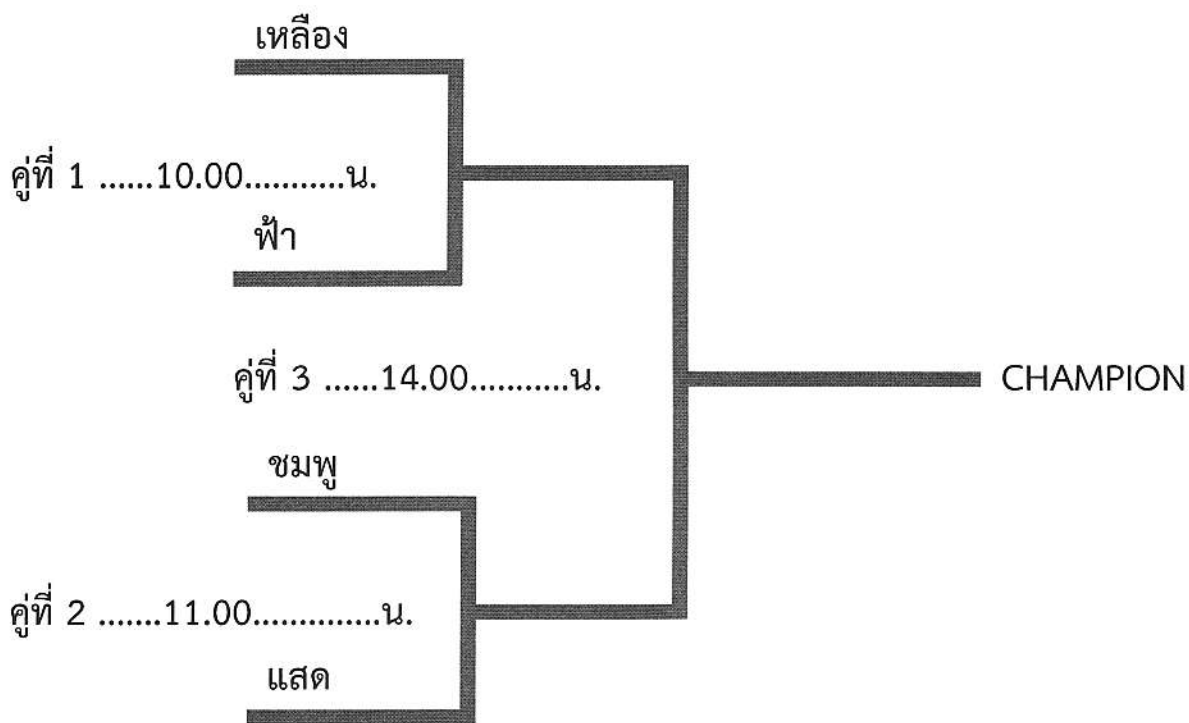 เหลือง
คู่ที่ 1 ......10.00...........น.
ฟ้า
คู่ที่ 3 ......14.00..........น.
CHAMPION
ชมพู
คู่ที่ 2 .......11.00..............น.
แสด